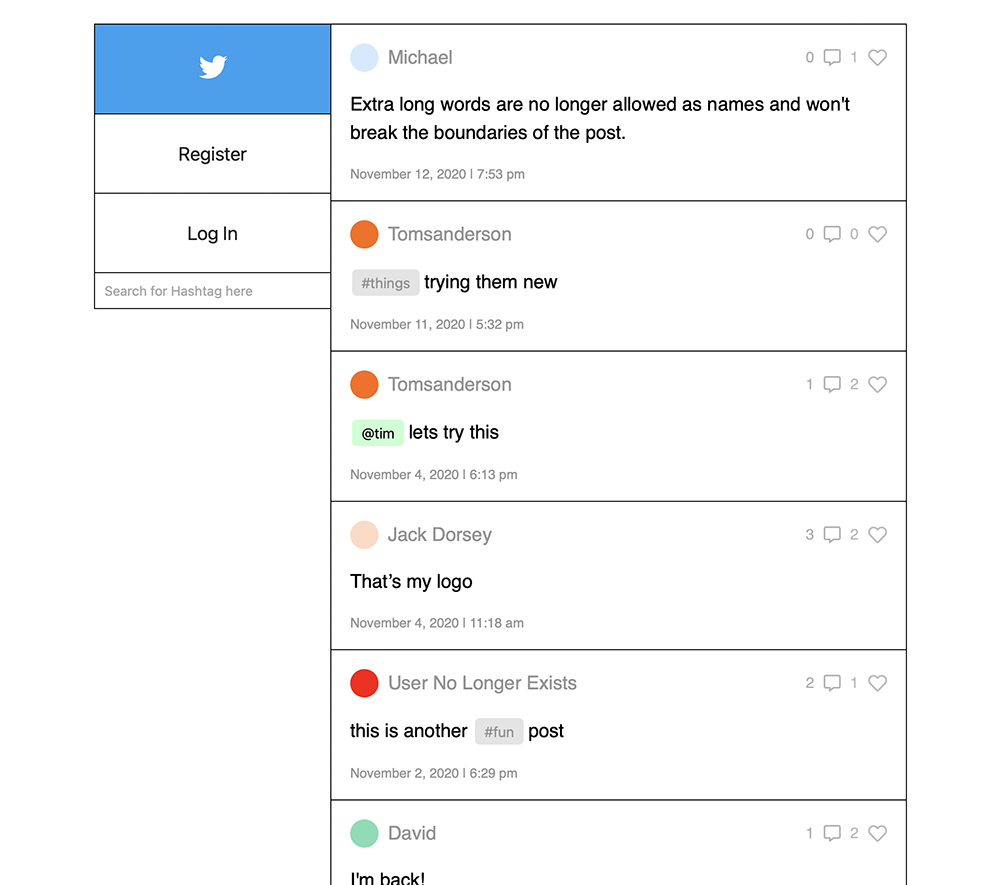 Register
Log In
Search for Hashtag here
Michael 0 1
Extra long words are no longer allowed as names and won't
break the boundaries of the post.
November 12, 2020 | 7:53 pm
Tomsanderson 0 0
#things trying them new
November 11, 2020 | 5:32 pm
Tomsanderson 1 2
@tim lets try this
November 4, 2020 | 6:13 pm
Jack Dorsey 3 2
That’s my logo
November 4, 2020 | 11:18 am
User No Longer Exists 2 1
this is another #fun post
November 2, 2020 | 6:29 pm
David 1 2
I'm back!